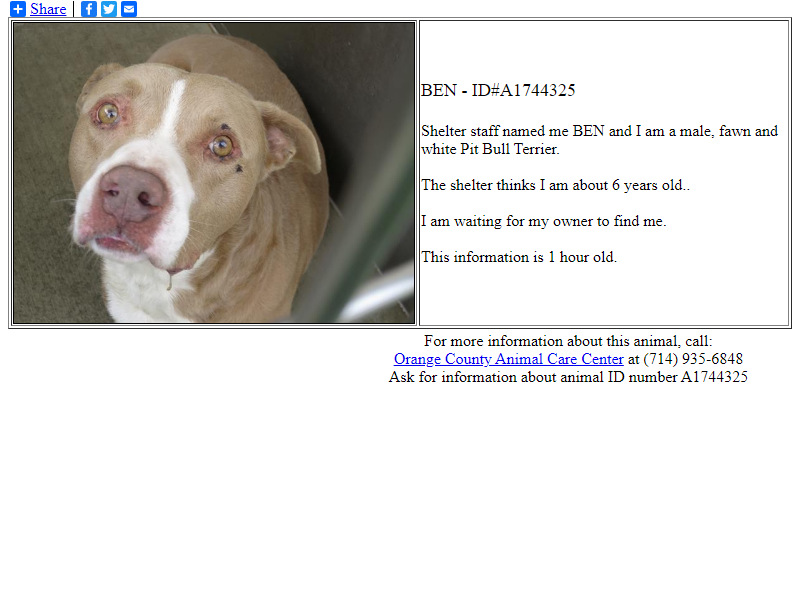 Share
BEN - ID#A1744325
Shelter staff named me BEN and I am a male, fawn and
white Pit Bull Terrier.
The shelter thinks I am about 6 years old..
I am waiting for my owner to find me.
This information is 1 hour old.
For more information about this animal, call:
Orange County Animal Care Center at (714) 935-6848
Ask for information about animal ID number A1744325